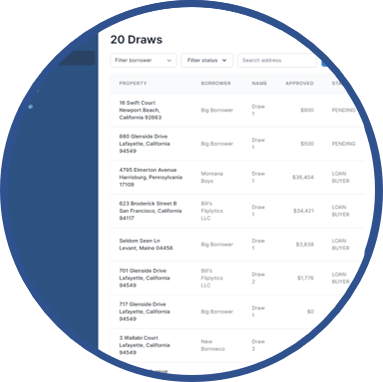 20 Draws
Filter borrower Filter status Search address
PROPERTY BORROWER NAME APPROVED
16 Swift Court
Newport Beach,
California 92663
Big Borrower
Draw
1
$900
PENDING
680 Glenside Drive
Lafayette, California
94549
Big Borrower
Draw
1
$500
PENDING
4795 Elmerton Avenue
Harrisburg, Pennsylvania
17109
Montana
Boys
Draw
1
$36,404
LOAN
BUYER
623 Broderick Street B
San Francisco, California
94117
Bill's
Fliplytics
LLC
Draw
1
$34,421
LOAN
BUYER
Seldom Seen Ln
Levant, Maine 04456
Big Borrower
Draw
1
$3,838
LOAN
BUYER
701 Glenside Drive
Lafayette, California
94549
Bill's
Fliplytics
LLC
Draw
2
$1,776
LOAN
BUYER
717 Glenside Drive
Lafayette, California
94549
Big Borrower
Draw
1
$0
LOAN
BUYER
3 Wallabi Court
Lafayette, California
94549
New
Borrowco
Draw
2